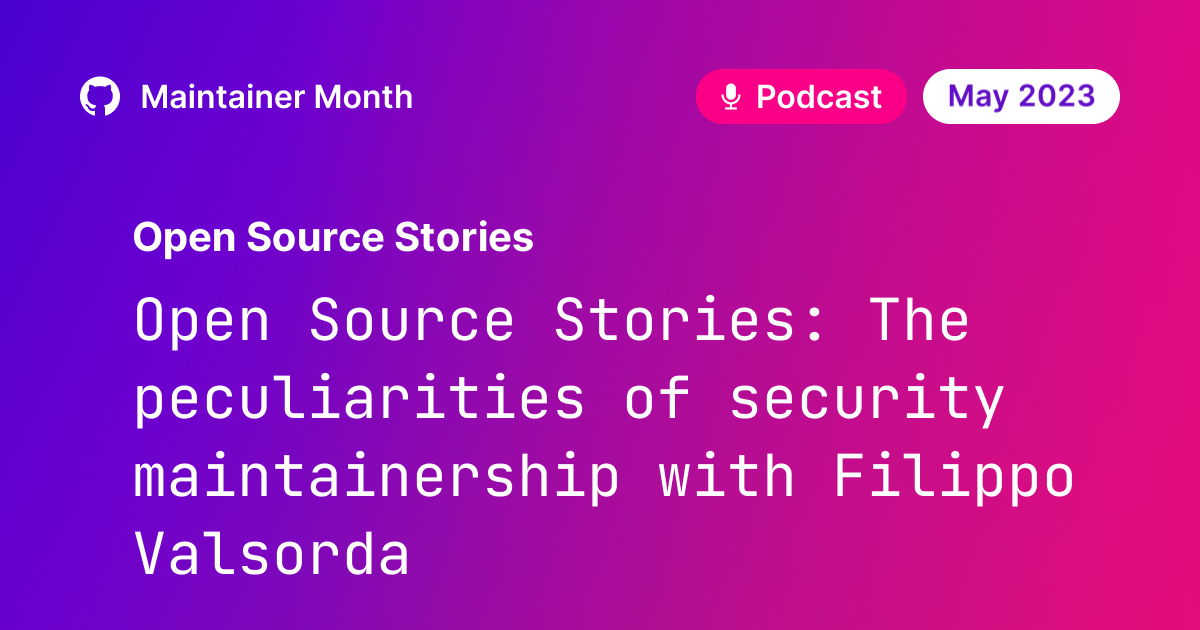 Maintainer Month
Podcast
May 2023
Open Source Stories
Open Source Stories: The
peculiarities of security
maintainership with Filippo
Valsorda